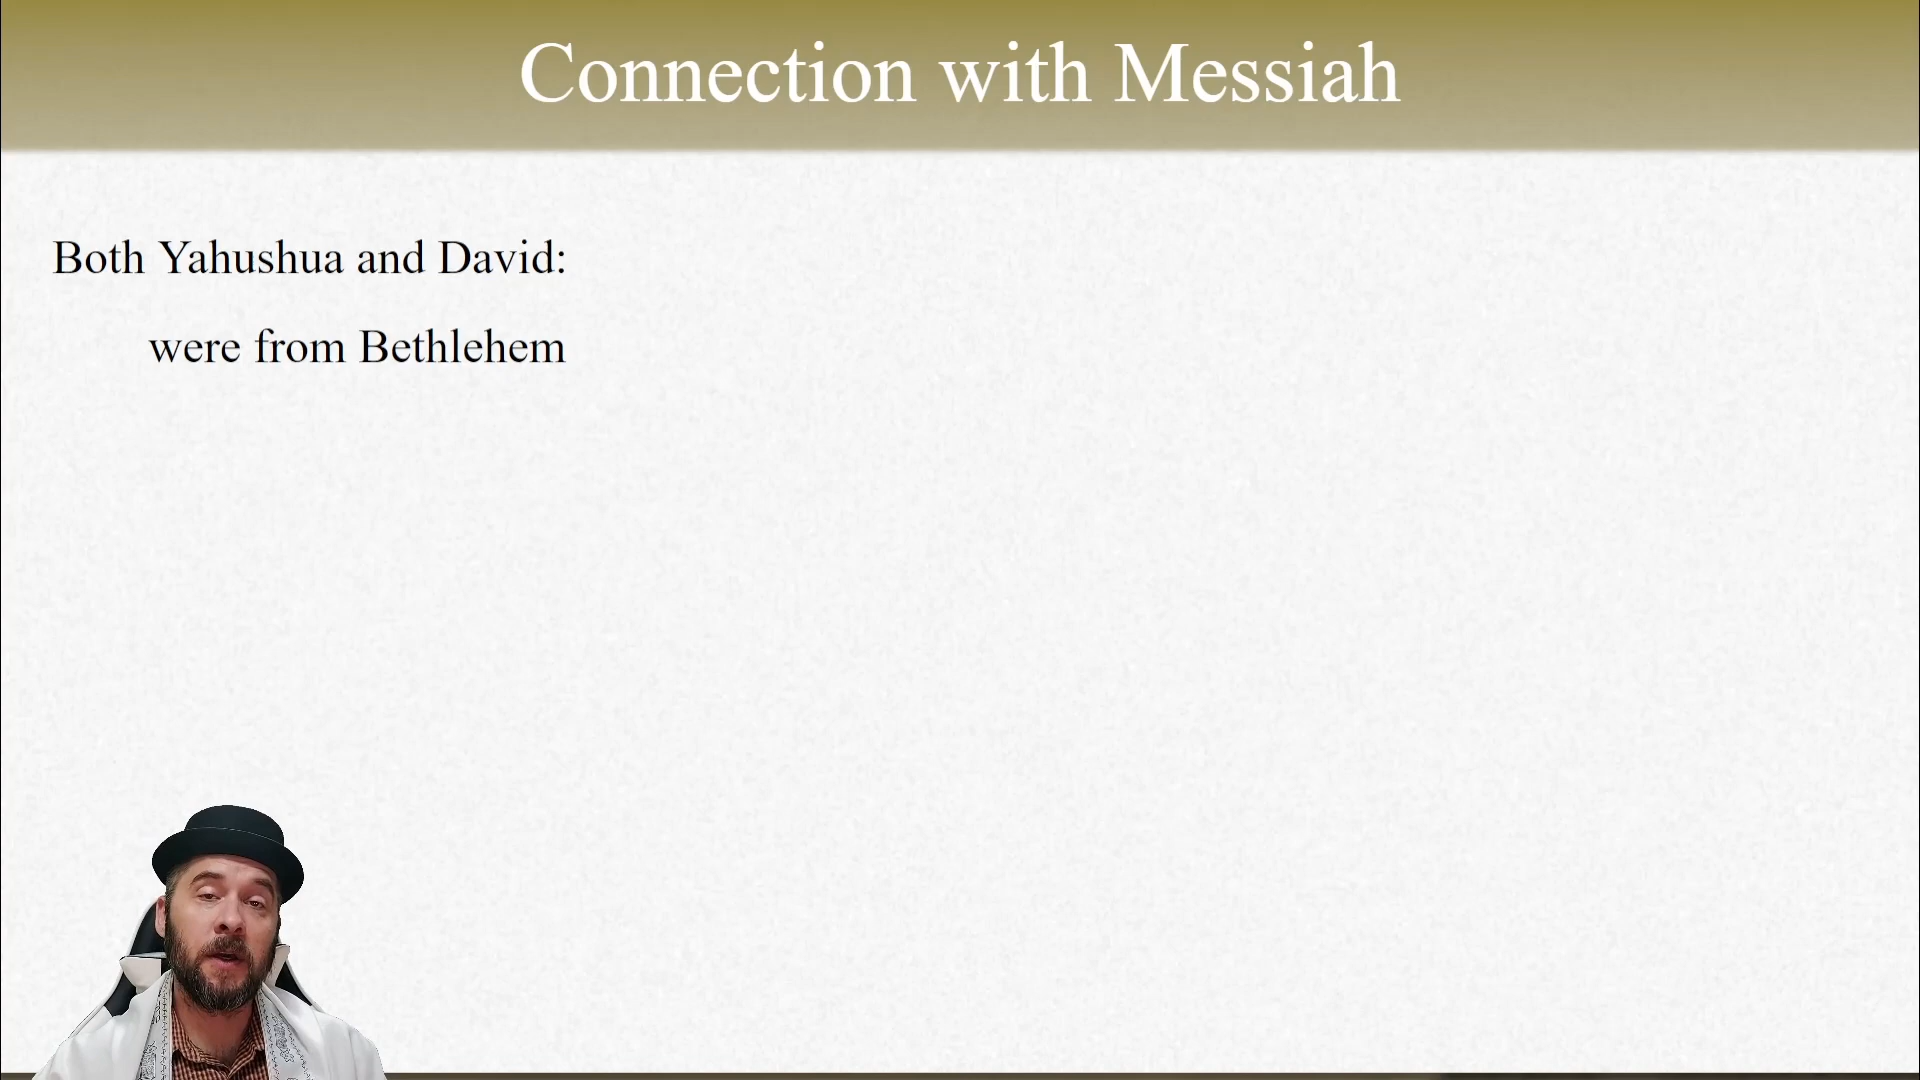 Connection with Messiah
Both Yahushua and David:
were from Bethlehem